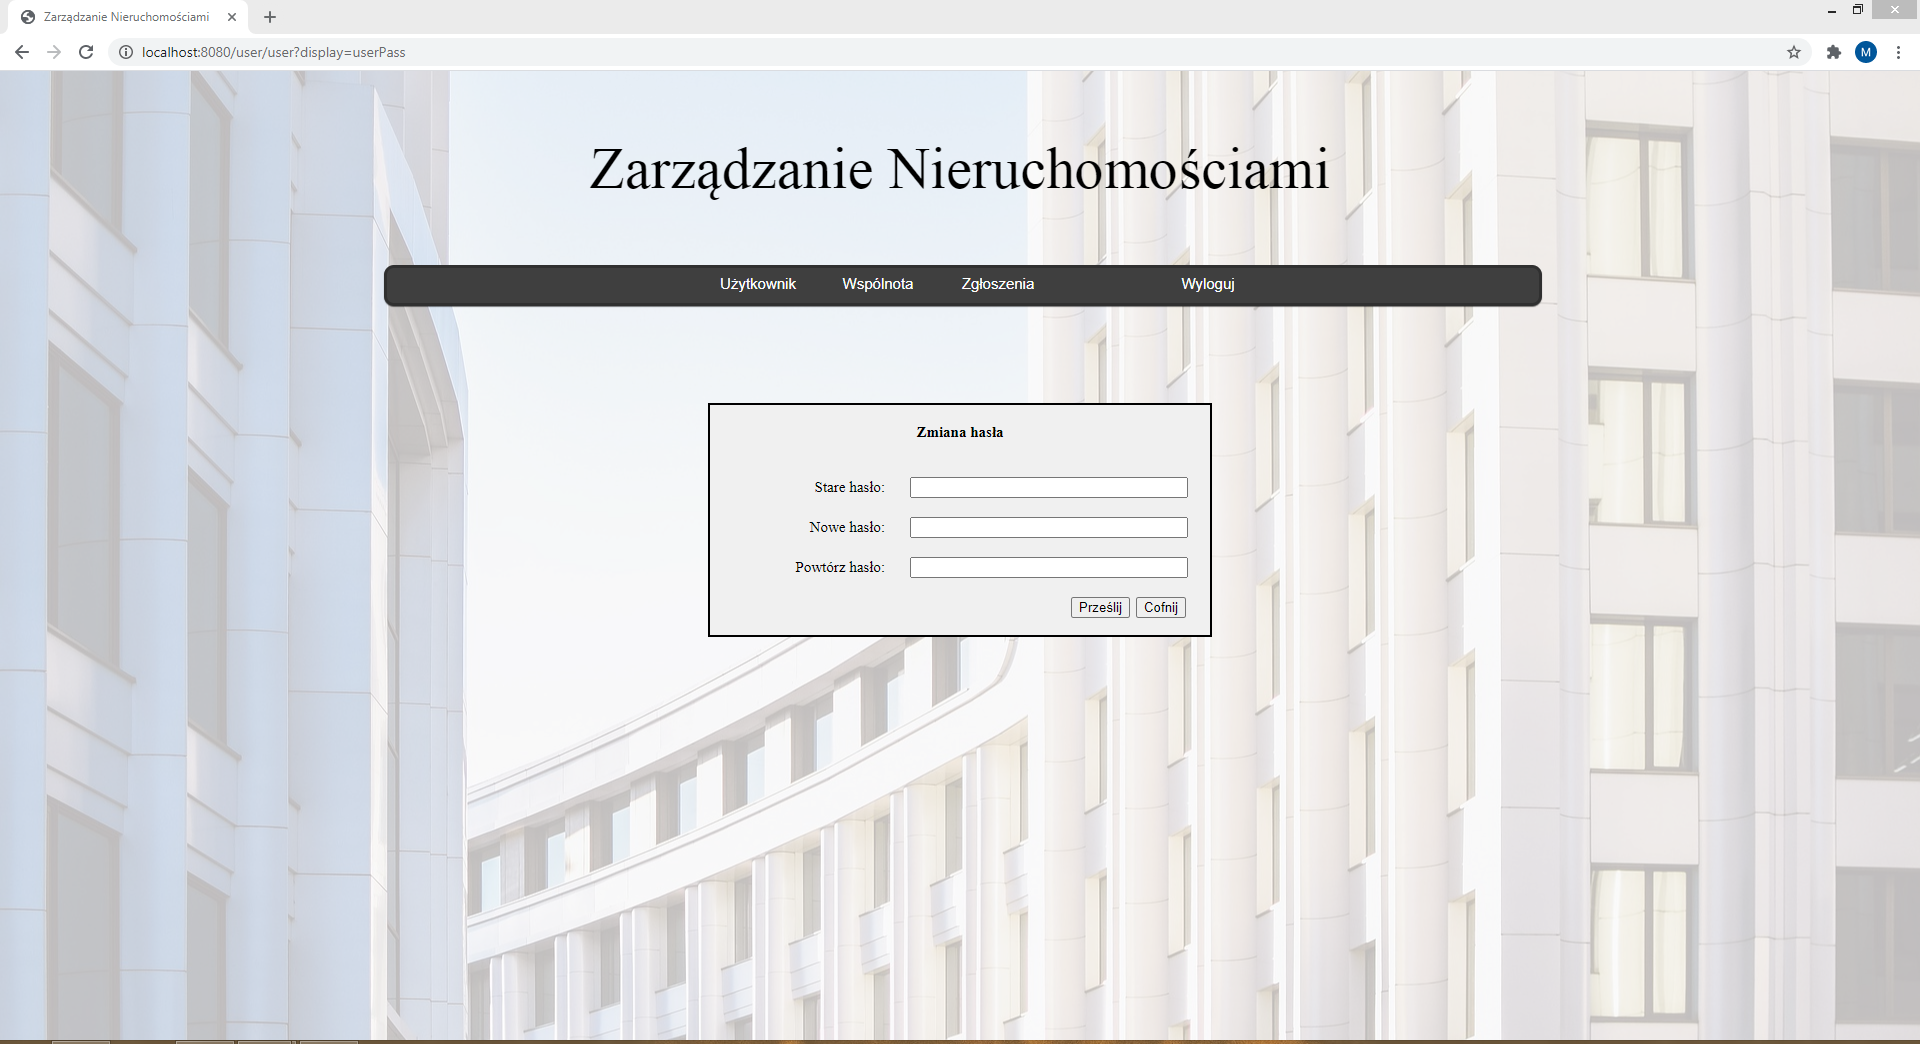 Zarządzanie Nieruchomościami
localhost:8080/user/user?display=userPass
M
Zarządzanie Nieruchomościami
Użytkownik Wspólnota Zgłoszenia Wyloguj
Zmiana hasła
Stare hasło:
Nowe hasło:
Powtórz hasło:
Prześlij Cofnij